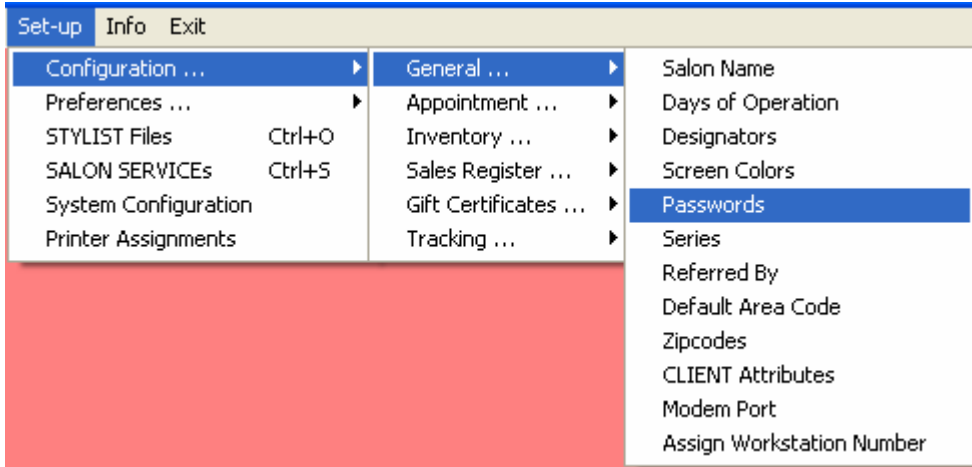 Set-up Info Exit
Configuration ...
Preferences ...
STYLIST Files Ctrl+O
SALON SERVICEs Ctrl+S
System Configuration
Printer Assignments
General ...
Appointment ...
Inventory ...
Sales Register ...
Gift Certificates ...
Tracking ...
Salon Name
Days of Operation
Designators
Screen Colors
Passwords
Series
Referred By
Default Area Code
Zipcodes
CLIENT Attributes
Modem Port
Assign Workstation Number